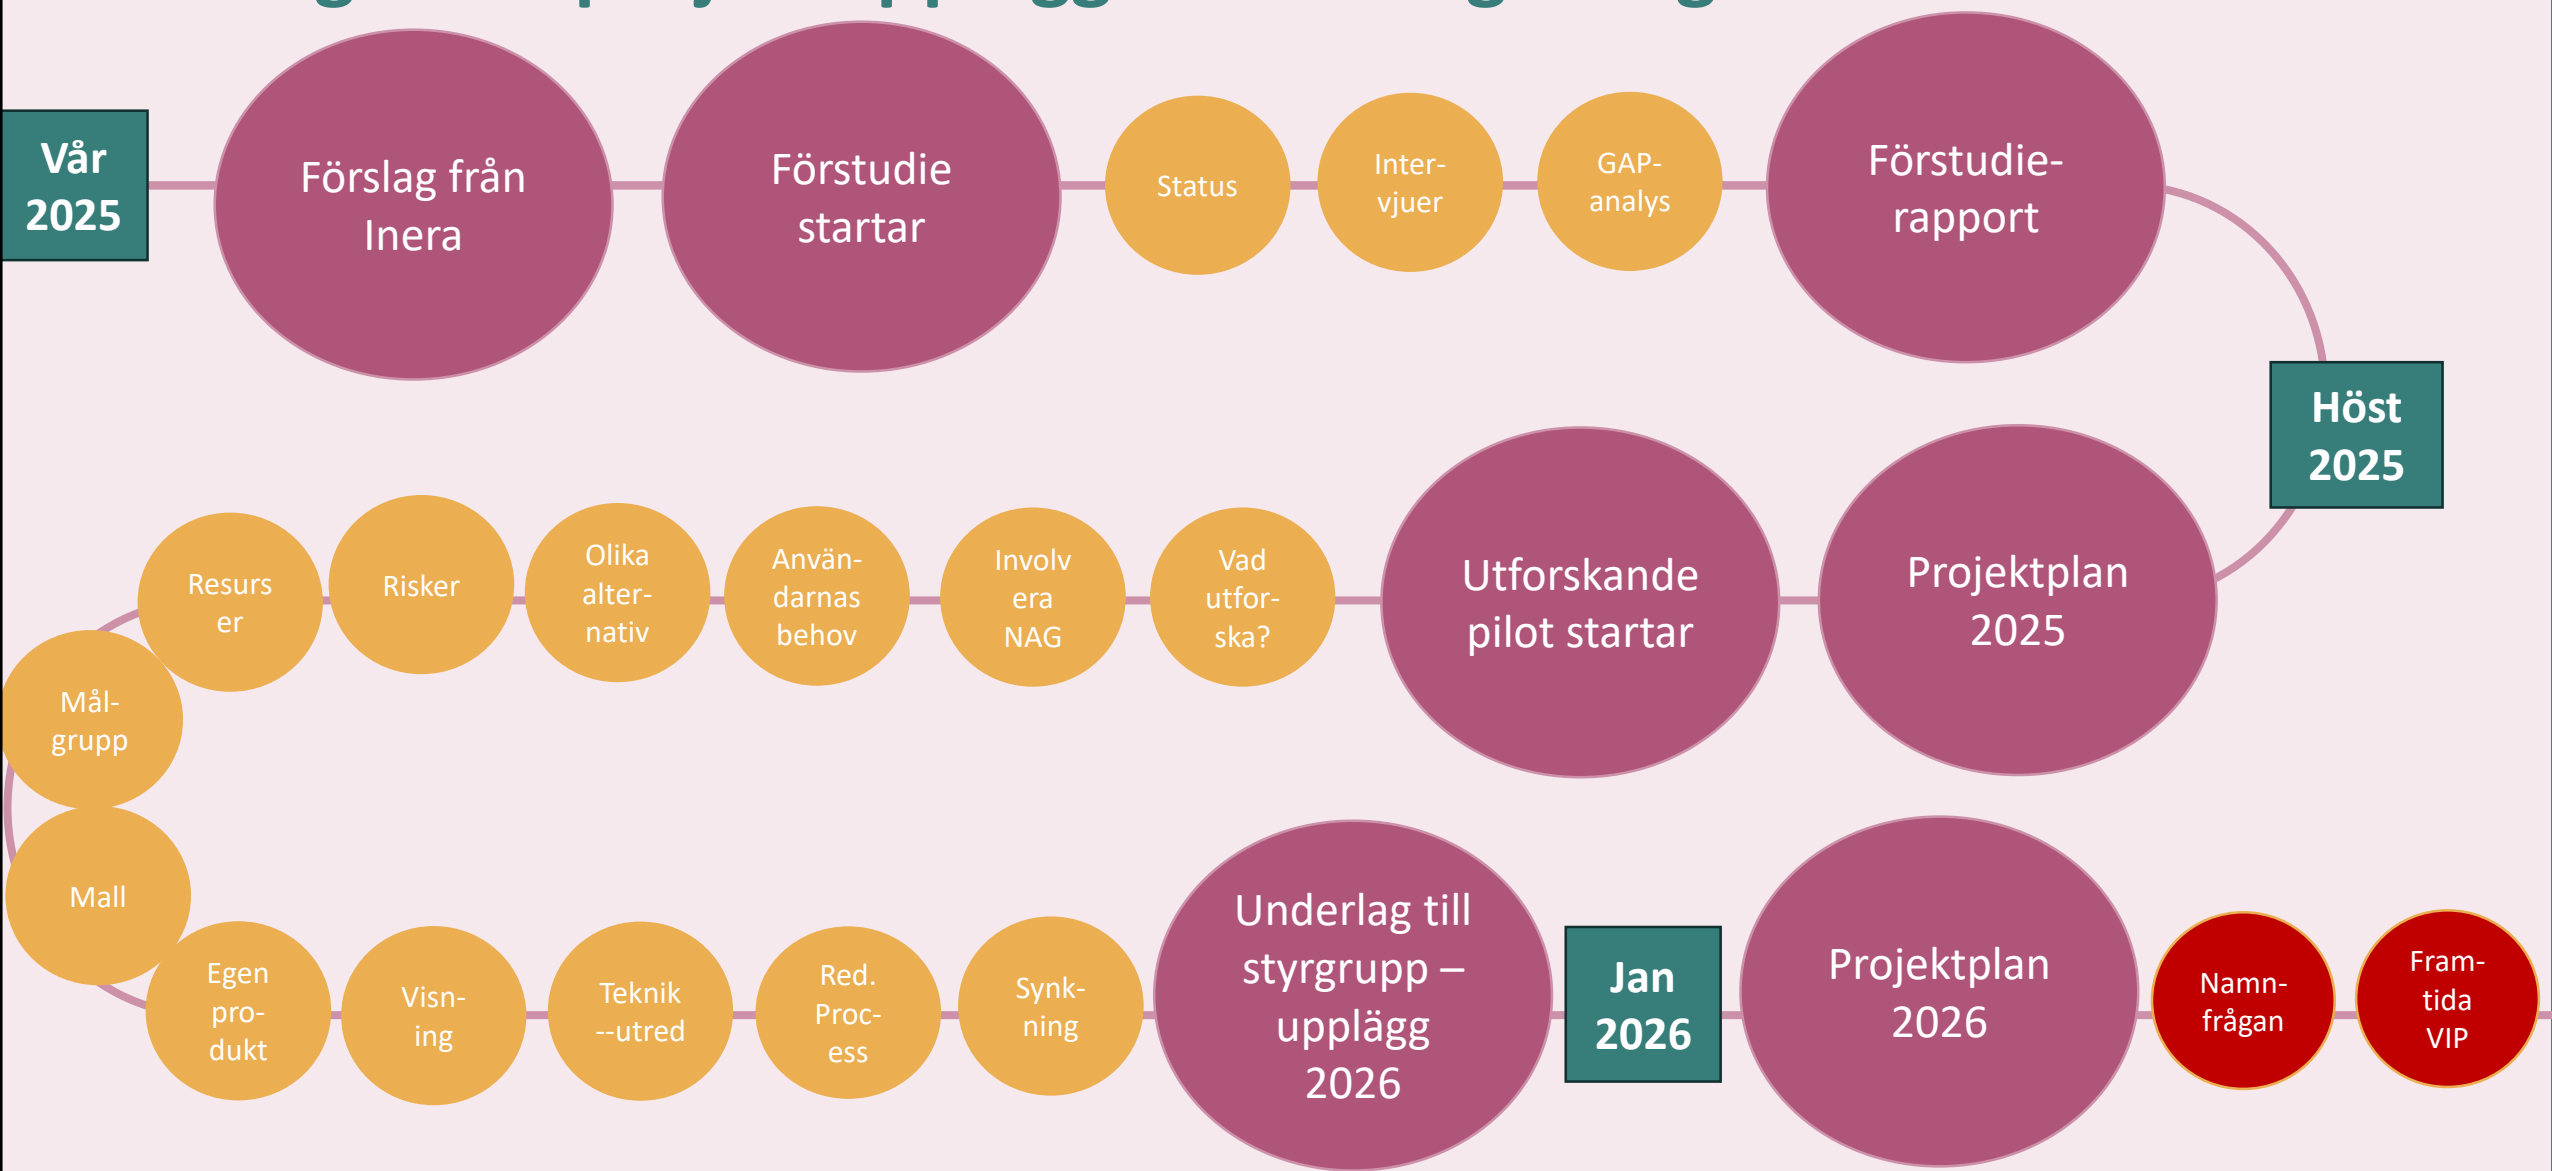 Vår
2025
Förslag från
Inera
Förstudie
startar
Status
Inter-
vjuer
GAP-
analys
Förstudie-
rapport
Höst
2025
Projektplan
2025
Utforskande
pilot startar
Vad
utfor-
ska?
Involv
era
NAG
Använ-
darnas
behov
Olika
alter-
nativ
Risker
Resurs
er
Mål-
grupp
Mall
Egen
pro-
dukt
Visn-
ing
Teknik
--utred
Red.
Proc-
ess
Synk-
ning
Underlag till
styrgrupp –
upplägg
2026
Jan
2026
Projektplan
2026
Namn-
frågan
Fram-
tida
VIP